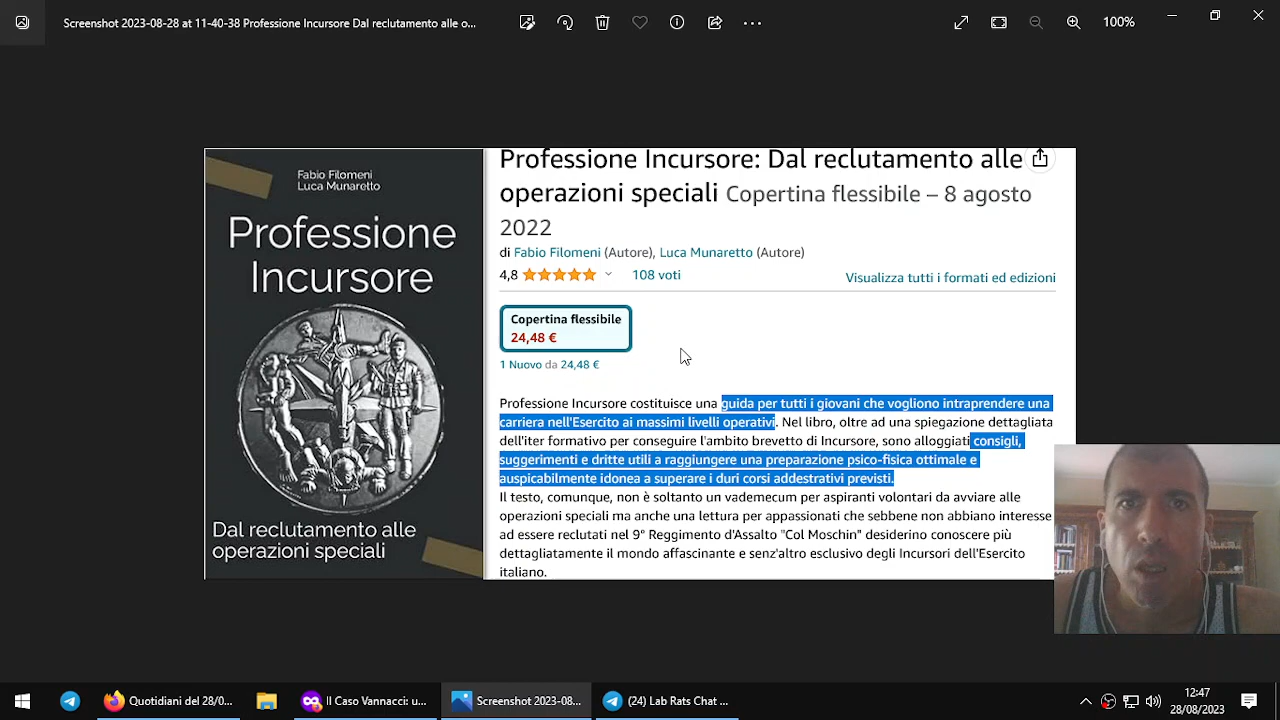 Screenshot 2023-08-28 at 11-40-38 Professione Incursore Dal reclutamento alle o...
100%
Fabio Filomeni
Luca Munaretto
Professione
Incursore
Dal reclutamento alle
operazioni speciali
Professione Incursore: Dal reclutamento alle
operazioni speciali Copertina flessibile – 8 agosto
2022
di Fabio Filomeni (Autore), Luca Munaretto (Autore)
4,8 108 voti
Visualizza tutti i formati ed edizioni
Copertina flessibile
24,48 €
1 Nuovo da 24,48 €
Professione Incursore costituisce una guida per tutti i giovani che vogliono intraprendere una
carriera nell'Esercito ai massimi livelli operativi. Nel libro, oltre ad una spiegazione dettagliata
dell'iter formativo per conseguire l'ambito brevetto di Incursore, sono alloggiati consigli,
suggerimenti e dritte utili a raggiungere una preparazione psico-fisica ottimale e
auspicabilmente idonea a superare i duri corsi addestrativi previsti.
Il testo, comunque, non è soltanto un vademecum per aspiranti volontari da avviare alle
operazioni speciali ma anche una lettura per appassionati che sebbene non abbiano interesse
ad essere reclutati nel 9° Reggimento d'Assalto "Col Moschin" desiderino conoscere più
dettagliatamente il mondo affascinante e senz'altro esclusivo degli Incursori dell'Esercito
italiano.
Quotidiani del 28/0...
Il Caso Vannacci: u...
Screenshot 2023-08...
(24) Lab Rats Chat ...
12:47
28/08/2023